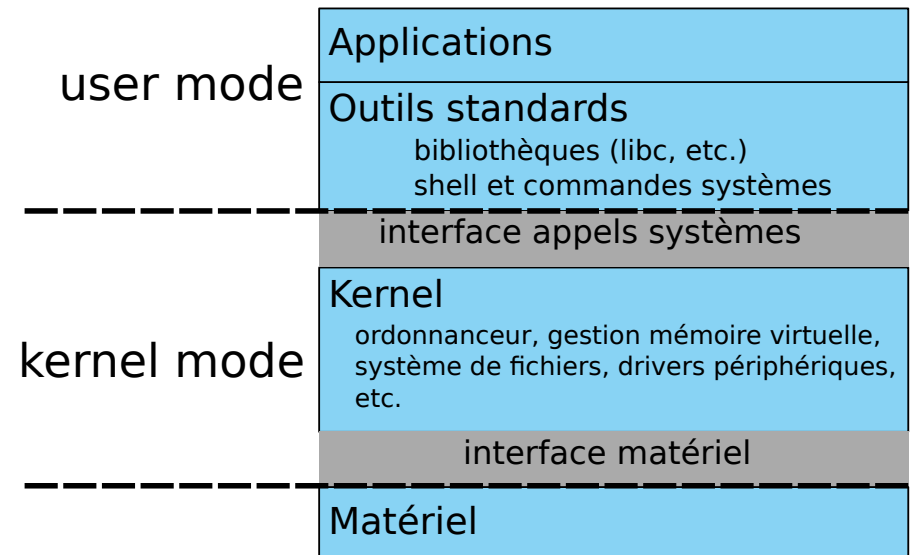 user mode
Applications
Outils standards
bibliothèques (libc, etc.)
shell et commandes systèmes
interface appels systèmes
kernel mode
Kernel
ordonnanceur, gestion mémoire virtuelle,
système de fichiers, drivers périphériques,
etc.
interface matériel
Matériel